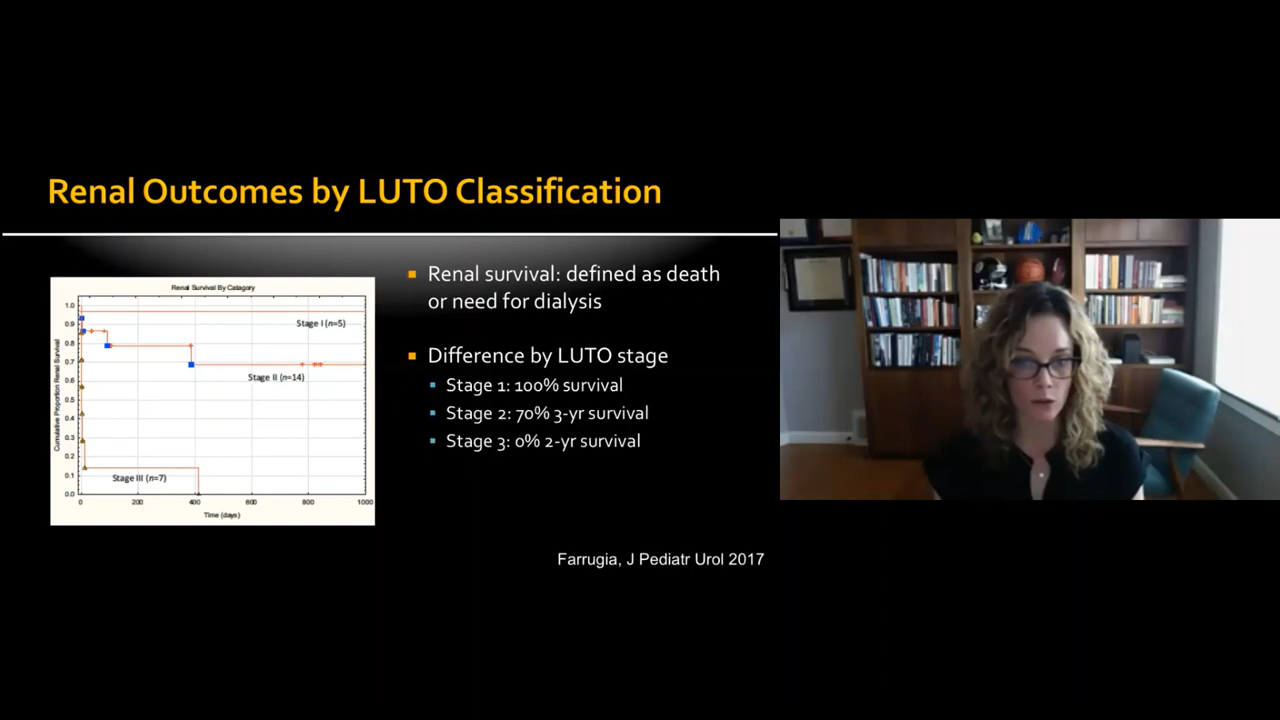 Renal Outcomes by LUTO Classification
Renal Survival By Catagory
Cumulative Proportion Renal Survival
1.0
0.9
0.8
0.7
0.6
0.5
0.4
0.3
0.2
0.1
0.0
Stage I (n=5)
Stage II (n=14)
Stage III (n=7)
0 200 400 600 800 1000
Time (days)
Renal survival: defined as death
or need for dialysis
Difference by LUTO stage
Stage 1: 100% survival
Stage 2: 70% 3-yr survival
Stage 3: 0% 2-yr survival
Farrugia, J Pediatr Urol 2017